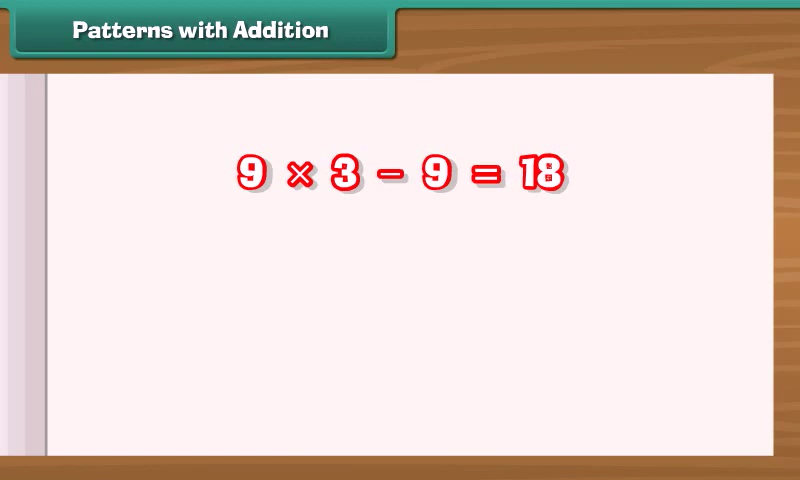 Patterns with Addition
9 × 3 − 9 = 18